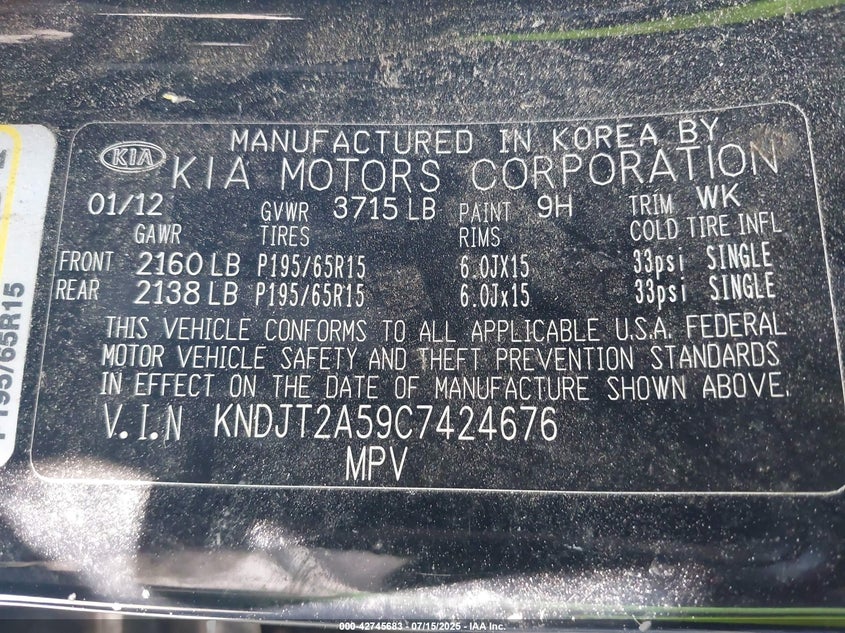 MANUFACTURED IN KOREA BY
KIA KIA MOTORS CORPORATION
01/12 GVWR 3715 LB PAINT 9H TRIM WK
GAWR TIRES RIMS COLD TIRE INFL
FRONT 2160 LB P195/65R15 6.0JX15 33psi SINGLE
REAR 2138 LB P195/65R15 6.0Jx15 33psi SINGLE
THIS VEHICLE CONFORMS TO ALL APPLICABLE U.S.A. FEDERAL
MOTOR VEHICLE SAFETY AND THEFT PREVENTION STANDARDS
IN EFFECT ON THE DATE OF MANUFACTURE SHOWN ABOVE.
V.I.N KNDJT2A59C7424676
MPV
P195/65R15
000-42745683 - 07/15/2025 - IAA Inc.